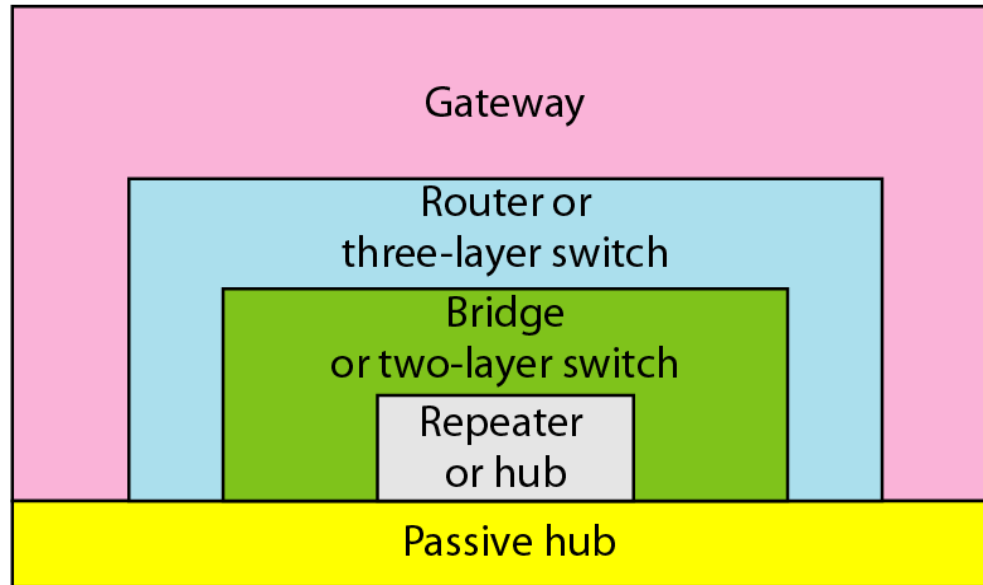 Gateway
Router or
three-layer switch
Bridge
or two-layer switch
Repeater
or hub
Passive hub